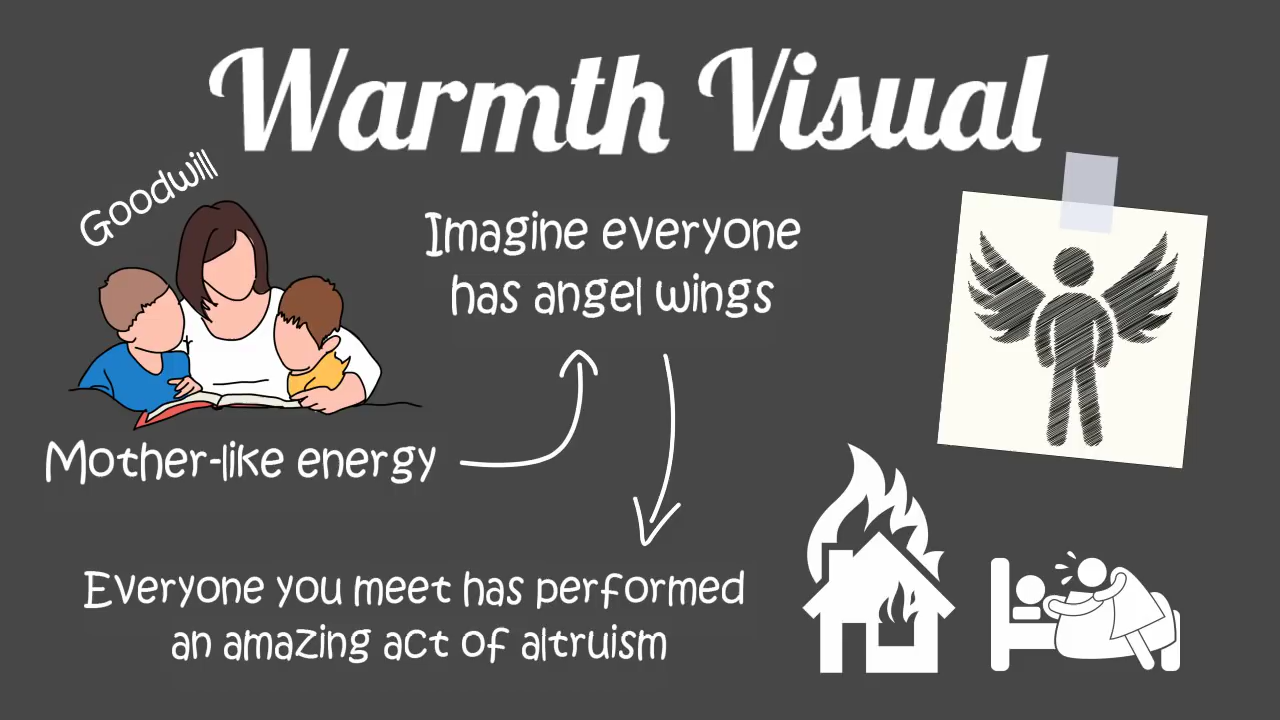 Warmth Visual
Goodwill
Imagine everyone
has angel wings
Mother-like energy
Everyone you meet has performed
an amazing act of altruism